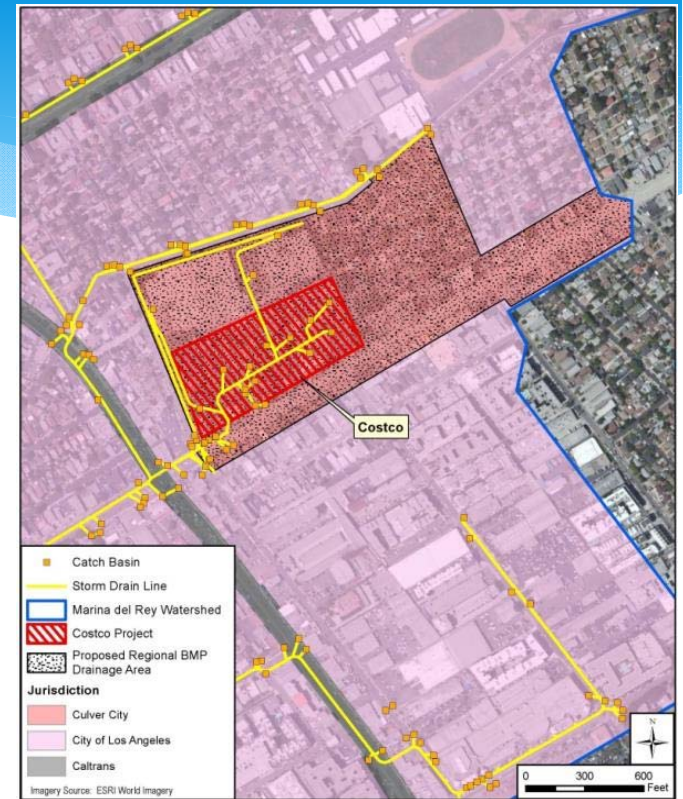 Costco
Catch Basin
Storm Drain Line
Marina del Rey Watershed
Costco Project
Proposed Regional BMP
Drainage Area
Jurisdiction
Culver City
City of Los Angeles
Caltrans
Imagery Source: ESRI World Imagery
N
0 300 600
Feet